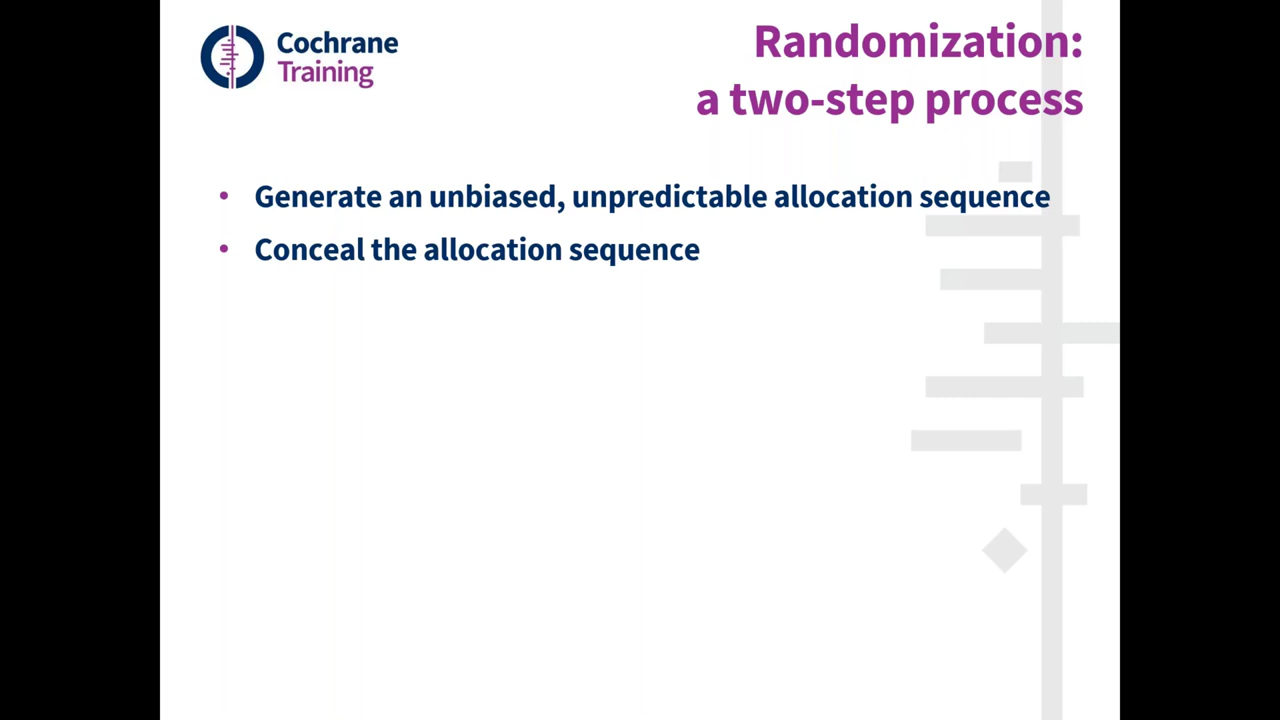 Cochrane
Training
Randomization:
a two-step process
• Generate an unbiased, unpredictable allocation sequence
• Conceal the allocation sequence